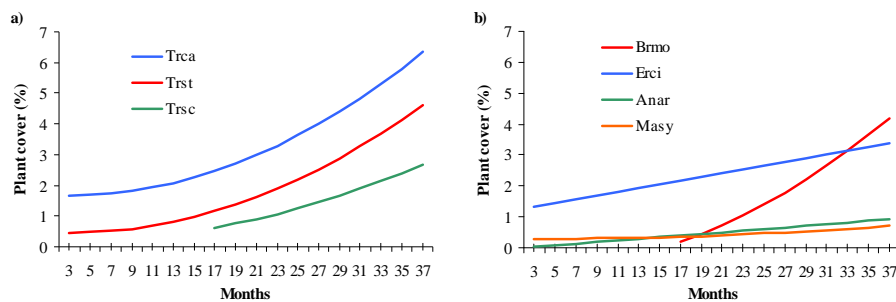 a)
Plant cover (%)
7
6
5
4
3
2
1
0
Trca
Trst
Trsc
3 5 7 9 11 13 15 17 19 21 23 25 27 29 31 33 35 37
Months
b)
Plant cover (%)
7
6
5
4
3
2
1
0
Brmo
Erci
Anar
Masy
3 5 7 9 11 13 15 17 19 21 23 25 27 29 31 33 35 37
Months